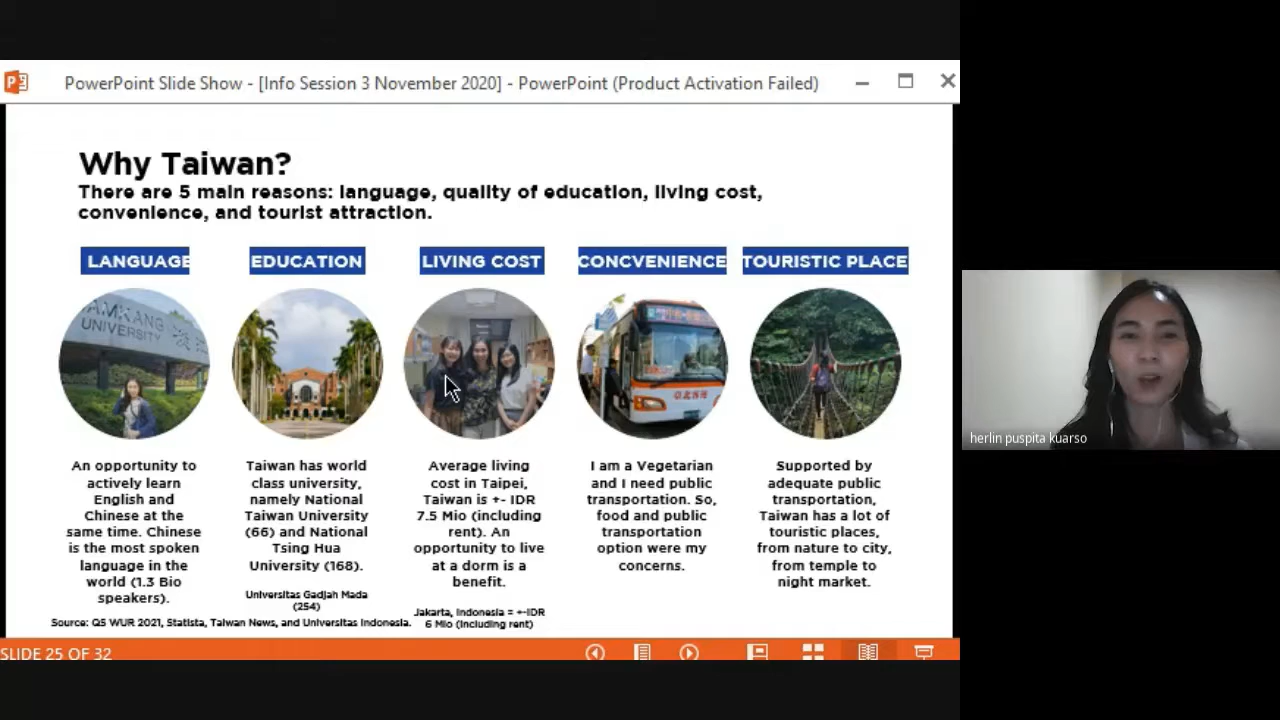 PowerPoint Slide Show - [Info Session 3 November 2020] - PowerPoint (Product Activation Failed)
Why Taiwan?
There are 5 main reasons: language, quality of education, living cost,
convenience, and tourist attraction.
LANGUAGE
EDUCATION
LIVING COST
CONCVENIENCE
TOURISTIC PLACE
AMKANG
UNIVERSITY
An opportunity to
actively learn
English and
Chinese at the
same time. Chinese
is the most spoken
language in the
world (1.3 Bio
speakers).
Taiwan has world
class university,
namely National
Taiwan University
(66) and National
Tsing Hua
University (168).
Universitas Gadjah Mada
(254)
Average living
cost in Taipei,
Taiwan is +- IDR
7.5 Mio (including
rent). An
opportunity to live
at a dorm is a
benefit.
Jakarta, Indonesia = +-IDR
6 Mio (including rent)
I am a Vegetarian
and I need public
transportation. So,
food and public
transportation
option were my
concerns.
Supported by
adequate public
transportation,
Taiwan has a lot of
touristic places,
from nature to city,
from temple to
night market.
Source: QS WUR 2021, Statista, Taiwan News, and Universitas Indonesia.
SLIDE 25 OF 32
herlin puspita kuarso